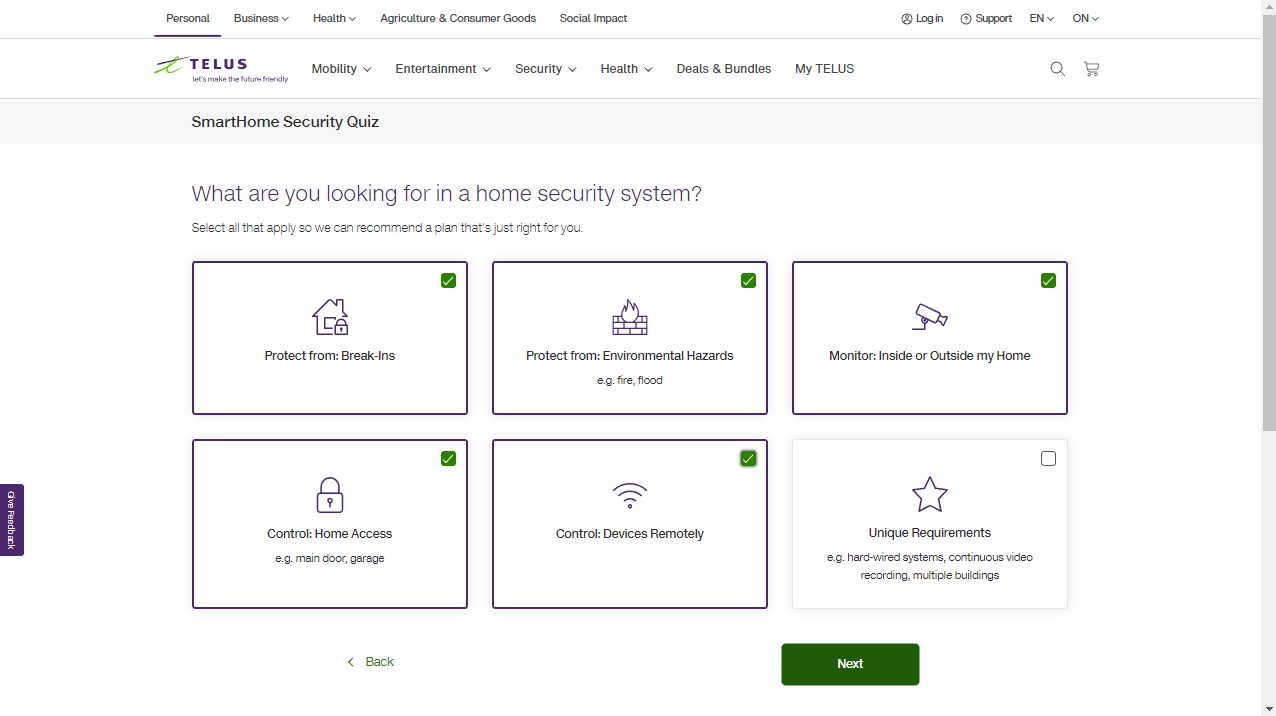 Personal Business Health Agriculture & Consumer Goods Social Impact Log in Support EN ON
TELUS
let's make the future friendly
Mobility Entertainment Security Health Deals & Bundles My TELUS
SmartHome Security Quiz
What are you looking for in a home security system?
Select all that apply so we can recommend a plan that's just right for you.
Protect from: Break-Ins
Protect from: Environmental Hazards
e.g. fire, flood
Monitor: Inside or Outside my Home
Control: Home Access
e.g. main door, garage
Control: Devices Remotely
Unique Requirements
e.g. hard-wired systems, continuous video
recording, multiple buildings
Give Feedback
Back
Next